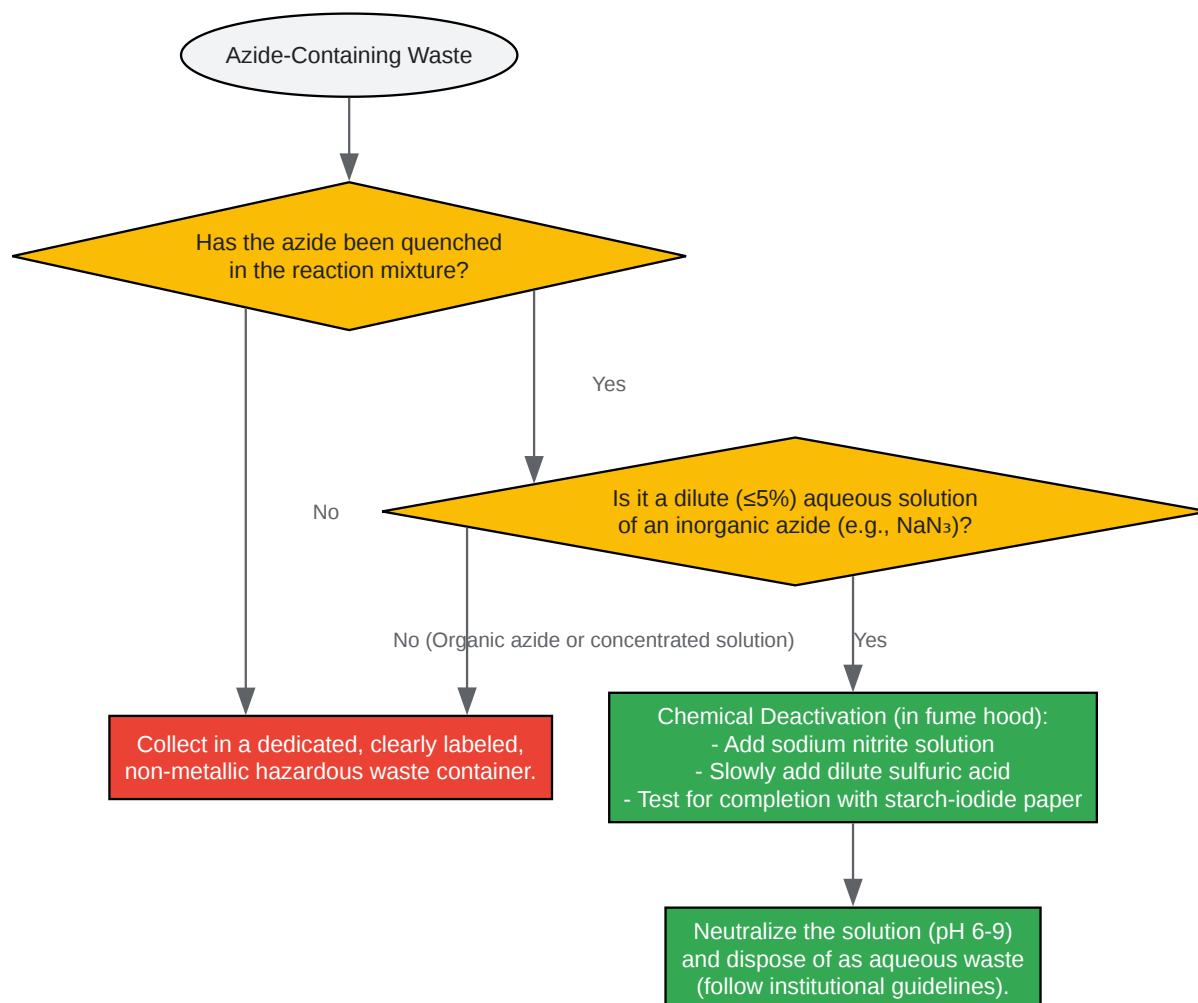 Azide-Containing Waste
Has the azide been quenched
in the reaction mixture?
Yes
Is it a dilute (≤5%) aqueous solution
of an inorganic azide (e.g., NaN₃)?
No
No (Organic azide or concentrated solution)
Yes
Collect in a dedicated, clearly labeled,
non-metallic hazardous waste container.
Chemical Deactivation (in fume hood):
- Add sodium nitrite solution
- Slowly add dilute sulfuric acid
- Test for completion with starch-iodide paper
Neutralize the solution (pH 6-9)
and dispose of as aqueous waste
(follow institutional guidelines).